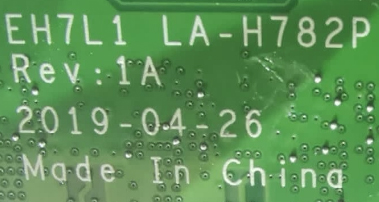 EH7L1 LA-H782P
Rev:1A
2019-04-26
Made In China